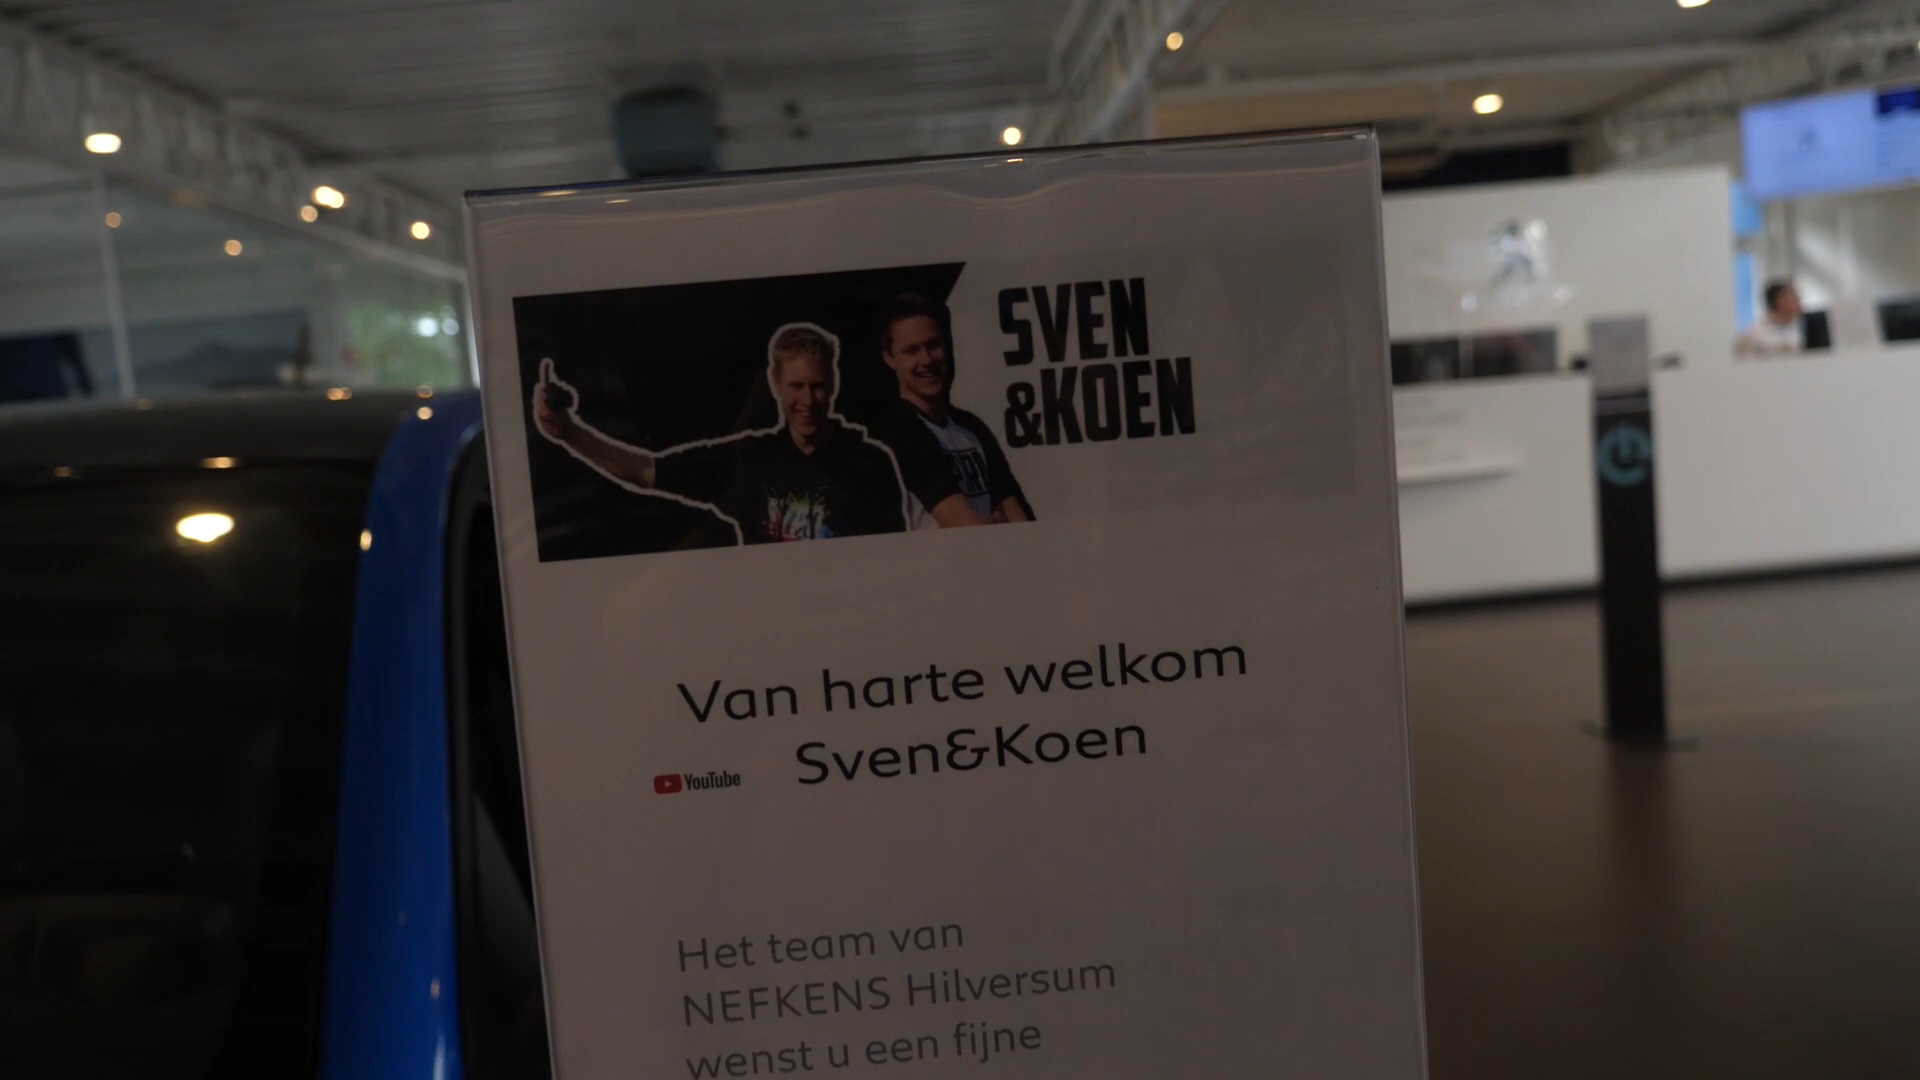 SVEN
&KOEN
Van harte welkom
Sven&Koen
YouTube
Het team van
NEFKENS Hilversum
wenst u een fijne